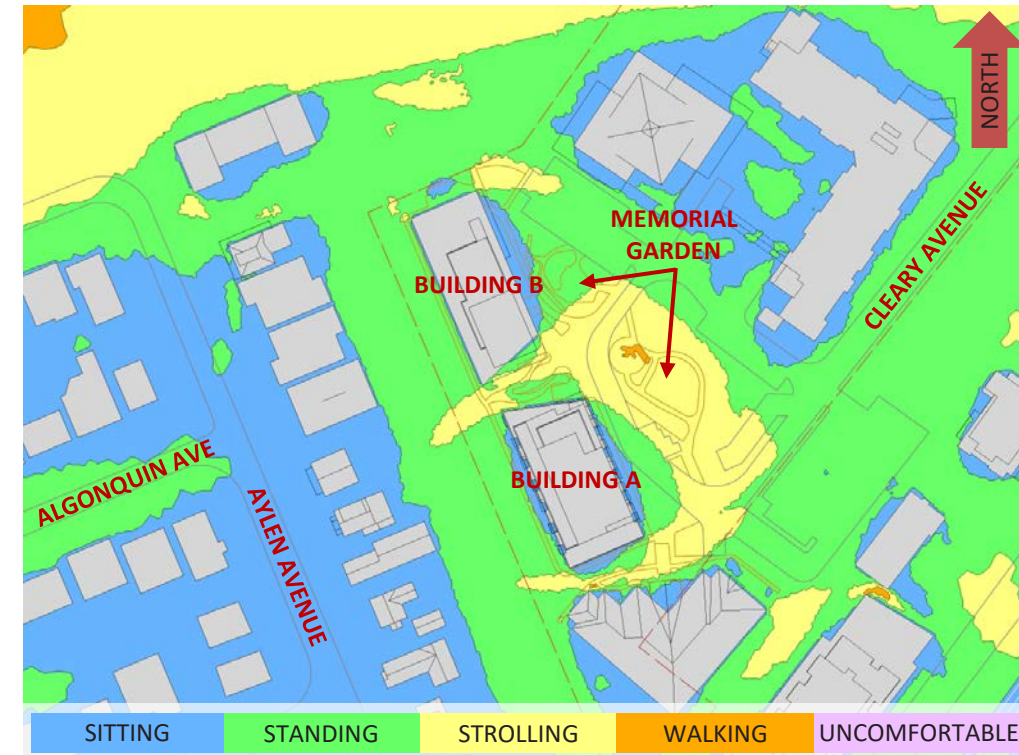 NORTH
MEMORIAL
GARDEN
BUILDING B
CLEARY AVENUE
BUILDING A
ALGONQUIN AVE
AYLEN AVENUE
SITTING
STANDING
STROLLING
WALKING
UNCOMFORTABLE